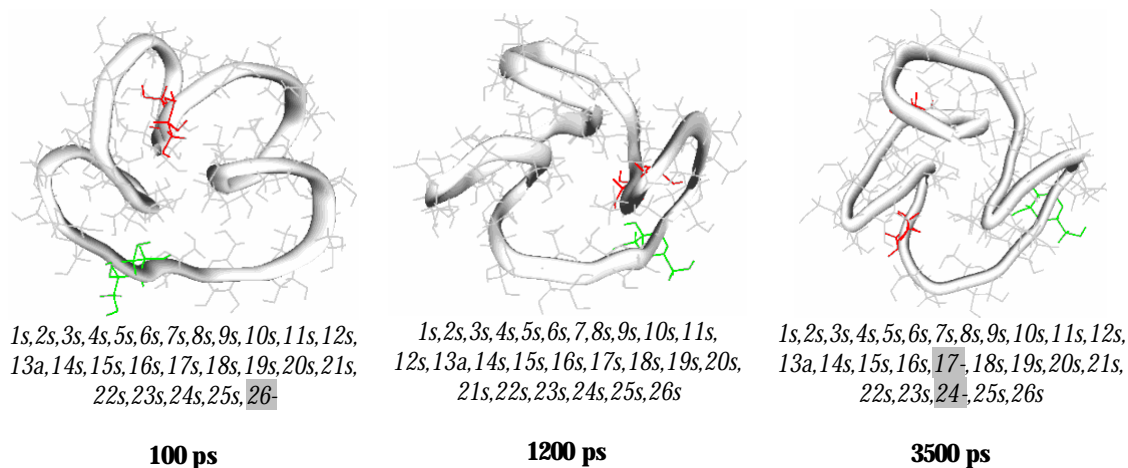 1s,2s,3s,4s,5s,6s,7s,8s,9s,10s,11s,12s,
13a,14s,15s,16s,17s,18s,19s,20s,21s,
22s,23s,24s,25s,26-
100 ps
1s,2s,3s,4s,5s,6s,7,8s,9s,10s,11s,
12s,13a,14s,15s,16s,17s,18s,19s,20s,
21s,22s,23s,24s,25s,26s
1200 ps
1s,2s,3s,4s,5s,6s,7s,8s,9s,10s,11s,12s,
13a,14s,15s,16s,17-,18s,19s,20s,21s,
22s,23s,24-,25s,26s
3500 ps